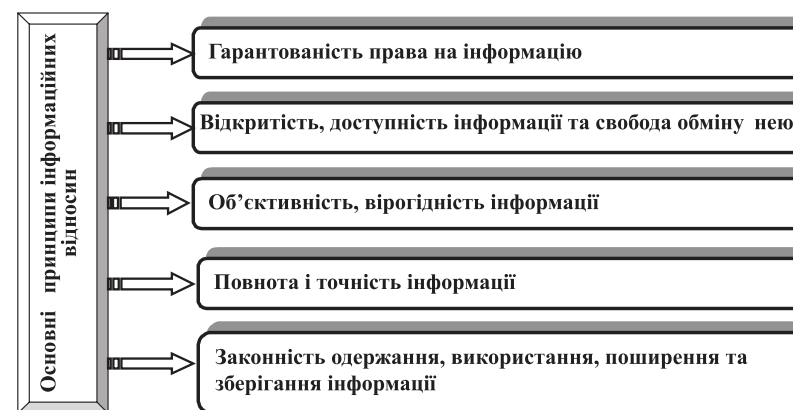 Основні принципи інформаційних
відносин
Гарантованість права на інформацію
Відкритість, доступність інформації та свобода обміну нею
Об’єктивність, вірогідність інформації
Повнота і точність інформації
Законність одержання, використання, поширення та
зберігання інформації